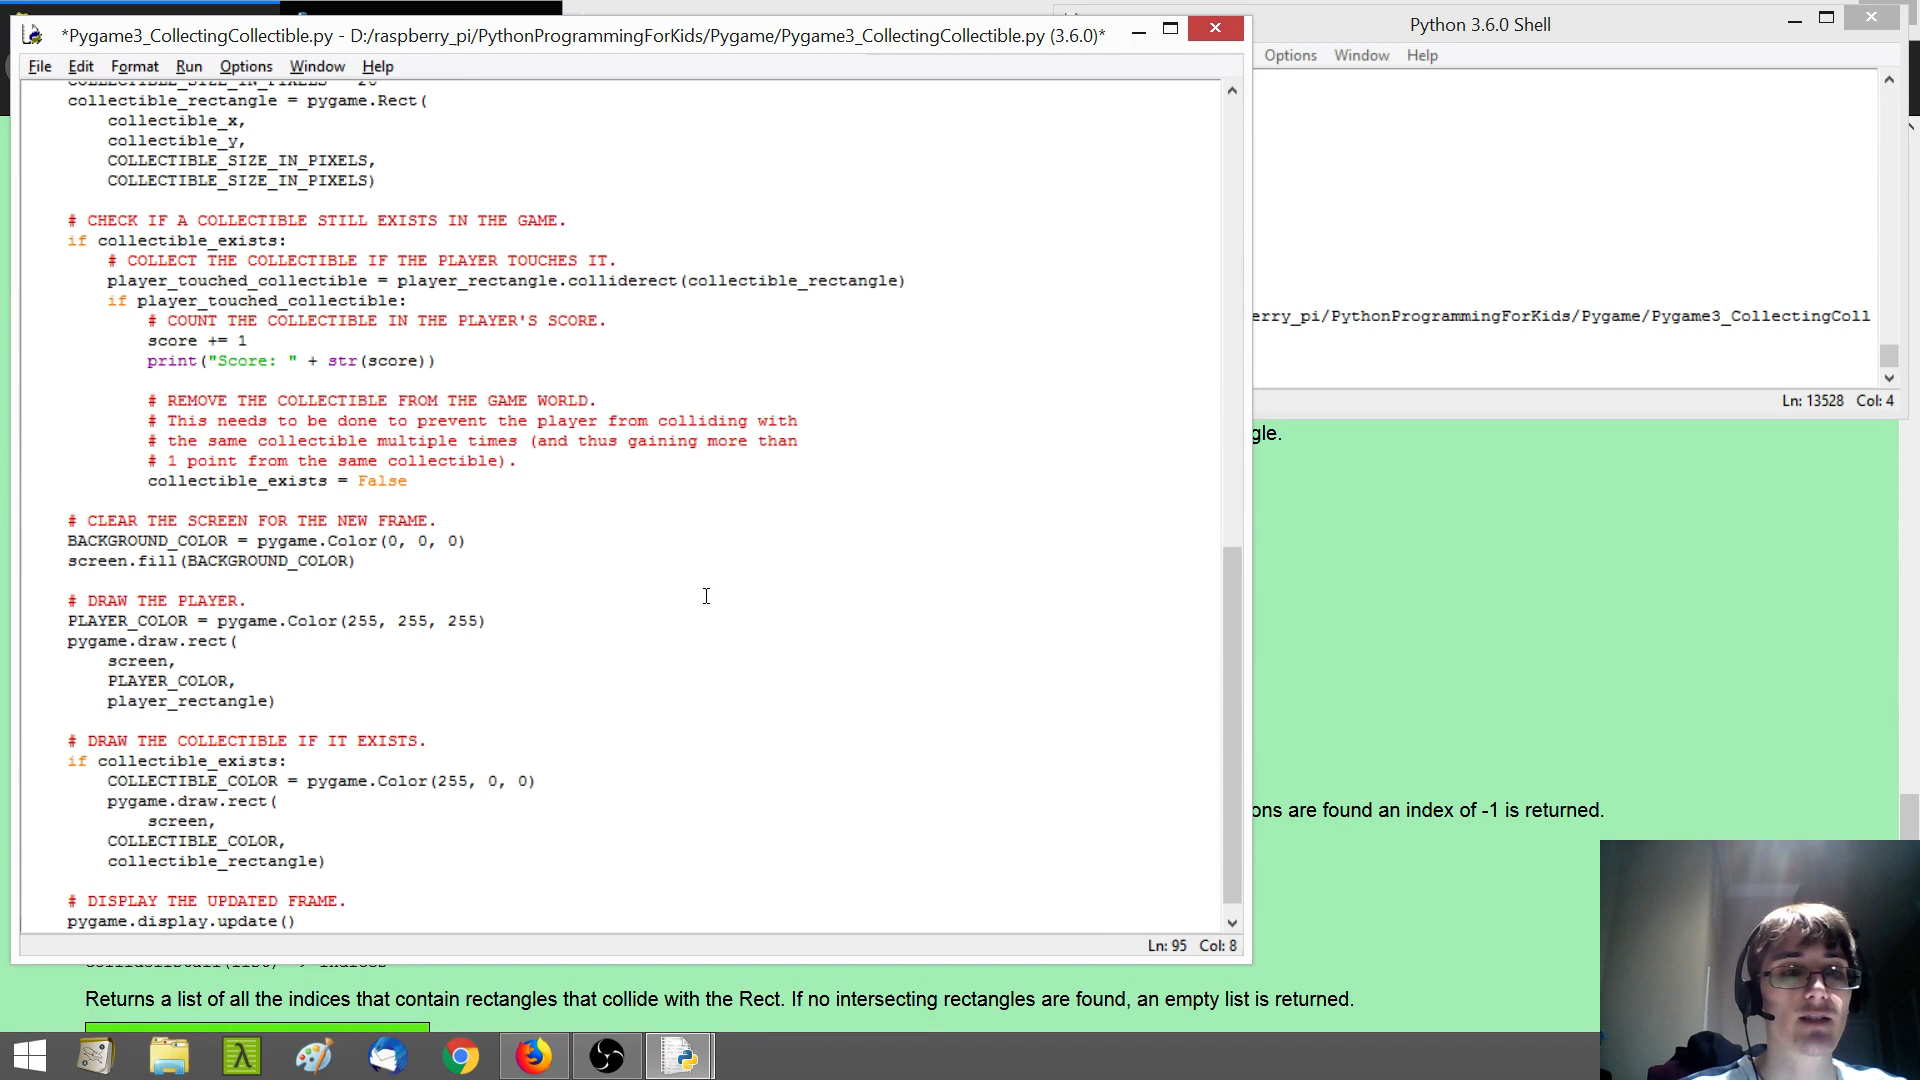 *Pygame3_CollectingCollectible.py - D:/raspberry_pi/PythonProgrammingForKids/Pygame/Pygame3_CollectingCollectible.py (3.6.0)*
File Edit Format Run Options Window Help
COLLECTIBLE_SIZE_IN_PIXELS = 20
collectible_rectangle = pygame.Rect(
collectible_x,
collectible_y,
COLLECTIBLE_SIZE_IN_PIXELS,
COLLECTIBLE_SIZE_IN_PIXELS)
# CHECK IF A COLLECTIBLE STILL EXISTS IN THE GAME.
if collectible_exists:
# COLLECT THE COLLECTIBLE IF THE PLAYER TOUCHES IT.
player_touched_collectible = player_rectangle.colliderect(collectible_rectangle)
if player_touched_collectible:
# COUNT THE COLLECTIBLE IN THE PLAYER'S SCORE.
score += 1
print("Score: " + str(score))
# REMOVE THE COLLECTIBLE FROM THE GAME WORLD.
# This needs to be done to prevent the player from colliding with
# the same collectible multiple times (and thus gaining more than
# 1 point from the same collectible).
collectible_exists = False
# CLEAR THE SCREEN FOR THE NEW FRAME.
BACKGROUND_COLOR = pygame.Color(0, 0, 0)
screen.fill(BACKGROUND_COLOR)
# DRAW THE PLAYER.
PLAYER_COLOR = pygame.Color(255, 255, 255)
pygame.draw.rect(
screen,
PLAYER_COLOR,
player_rectangle)
# DRAW THE COLLECTIBLE IF IT EXISTS.
if collectible_exists:
COLLECTIBLE_COLOR = pygame.Color(255, 0, 0)
pygame.draw.rect(
screen,
COLLECTIBLE_COLOR,
collectible_rectangle)
# DISPLAY THE UPDATED FRAME.
pygame.display.update()
Ln: 95 Col: 8
Python 3.6.0 Shell
Options Window Help
erry_pi/PythonProgrammingForKids/Pygame/Pygame3_CollectingColl
Ln: 13528 Col: 4
gle.
ons are found an index of -1 is returned.
Returns a list of all the indices that contain rectangles that collide with the Rect. If no intersecting rectangles are found, an empty list is returned.